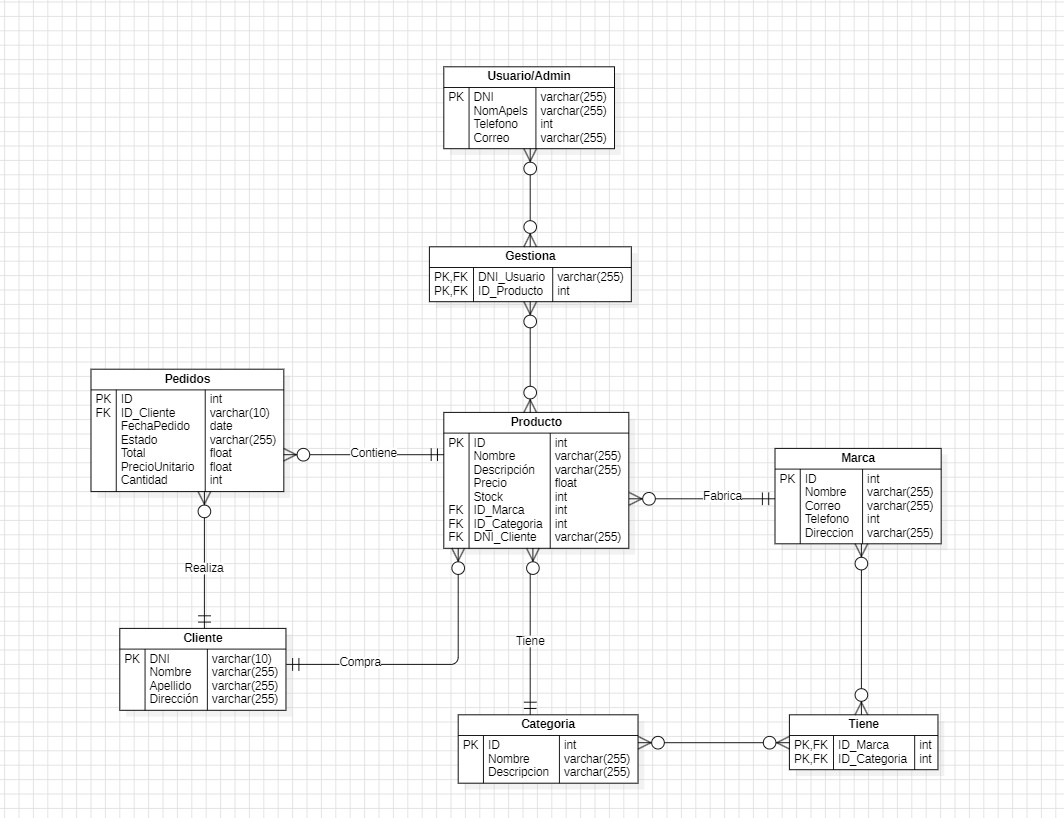 Usuario/Admin
PK DNI varchar(255)
NomApels varchar(255)
Telefono int
Correo varchar(255)
Gestiona
PK,FK DNI_Usuario varchar(255)
PK,FK ID_Producto int
Pedidos
PK ID int
FK ID_Cliente varchar(10)
FechaPedido date
Estado varchar(255)
Total float
PrecioUnitario float
Cantidad int
Contiene
Producto
PK ID int
Nombre varchar(255)
Descripción varchar(255)
Precio float
Stock int
FK ID_Marca int
FK ID_Categoria int
FK DNI_Cliente varchar(255)
Fabrica
Marca
PK ID int
Nombre varchar(255)
Correo varchar(255)
Telefono int
Direccion varchar(255)
Realiza
Cliente
PK DNI varchar(10)
Nombre varchar(255)
Apellido varchar(255)
Dirección varchar(255)
Compra
Tiene
Categoria
PK ID int
Nombre varchar(255)
Descripcion varchar(255)
Tiene
PK,FK ID_Marca int
PK,FK ID_Categoria int